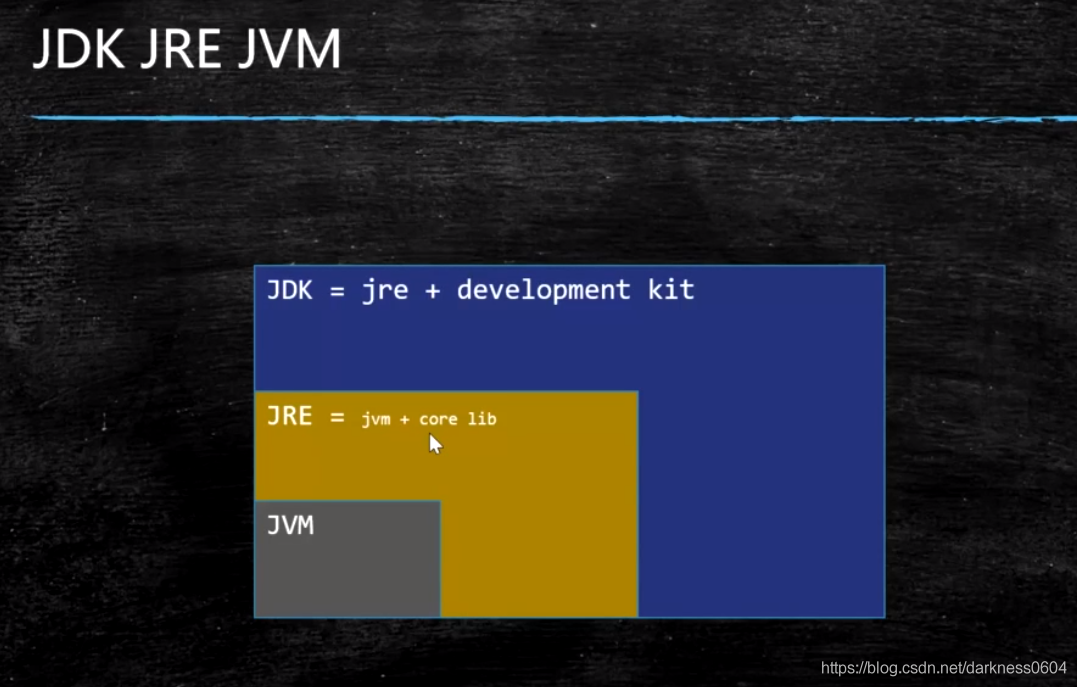 JDK JRE JVM
JDK = jre + development kit
JRE = jvm + core lib
JVM
https://blog.csdn.net/darkness0604